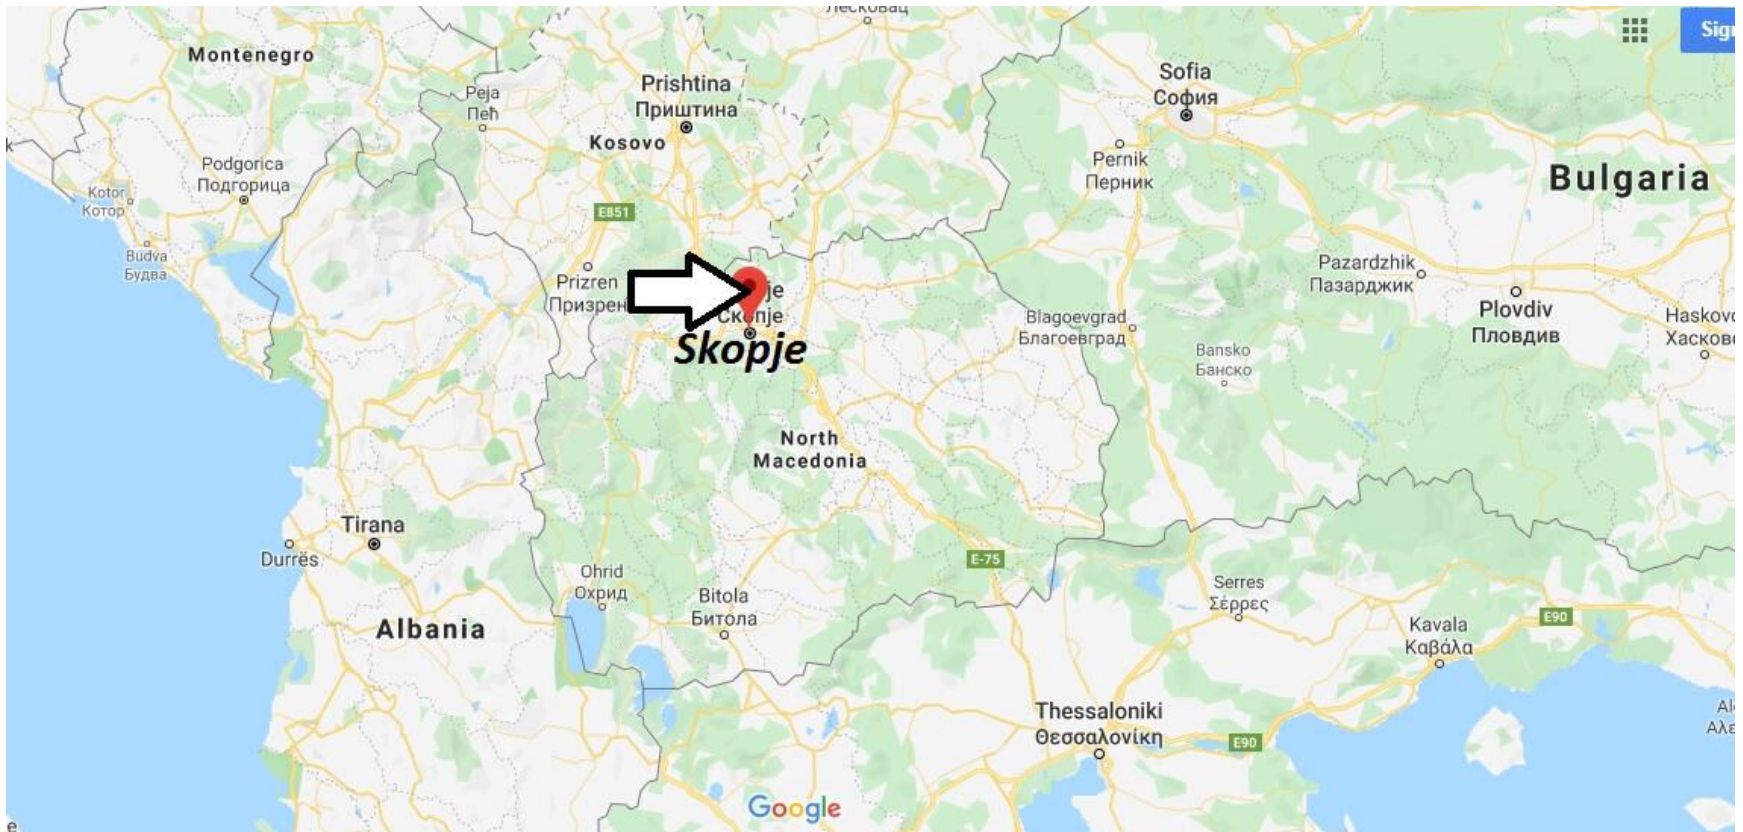 Лесковац
Sofia
София
Montenegro
Prishtina
Приштина
Peja
Пећ
Kosovo
Pernik
Перник
Bulgaria
Podgorica
Подгорица
Kotor
Котор
E851
Budva
Будва
Prizren
Призрен
је
Скопје
Skopje
Pazardzhik
Пазарджик
Plovdiv
Пловдив
Blagoevgrad
Благоевград
Bansko
Банско
North
Macedonia
Tirana
Durrës
E-75
Ohrid
Охрид
Bitola
Битола
Albania
Serres
Σέρρες
E90
Kavala
Καβάλα
Thessaloniki
Θεσσαλονίκη
E90
Google